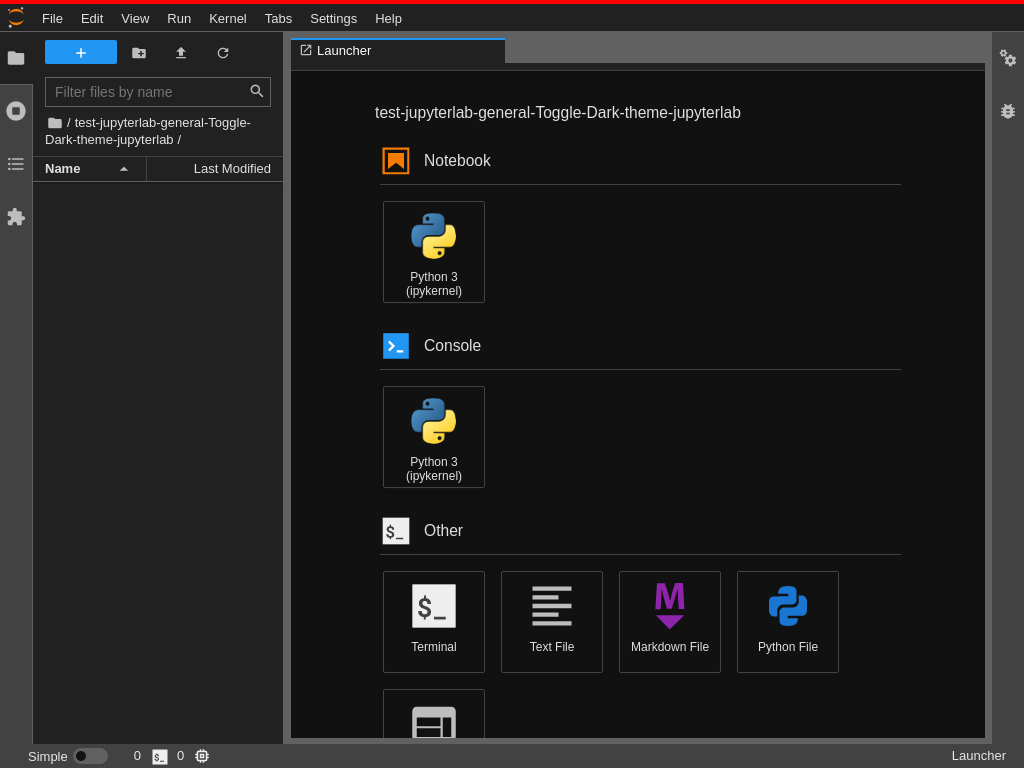 File Edit View Run Kernel Tabs Settings Help
Launcher
Filter files by name
/ test-jupyterlab-general-Toggle-
Dark-theme-jupyterlab /
Name Last Modified
test-jupyterlab-general-Toggle-Dark-theme-jupyterlab
Notebook
Python 3
(ipykernel)
Console
Python 3
(ipykernel)
$_ Other
$_
Terminal Text File Markdown File Python File
Simple 0 $_ 0 Launcher